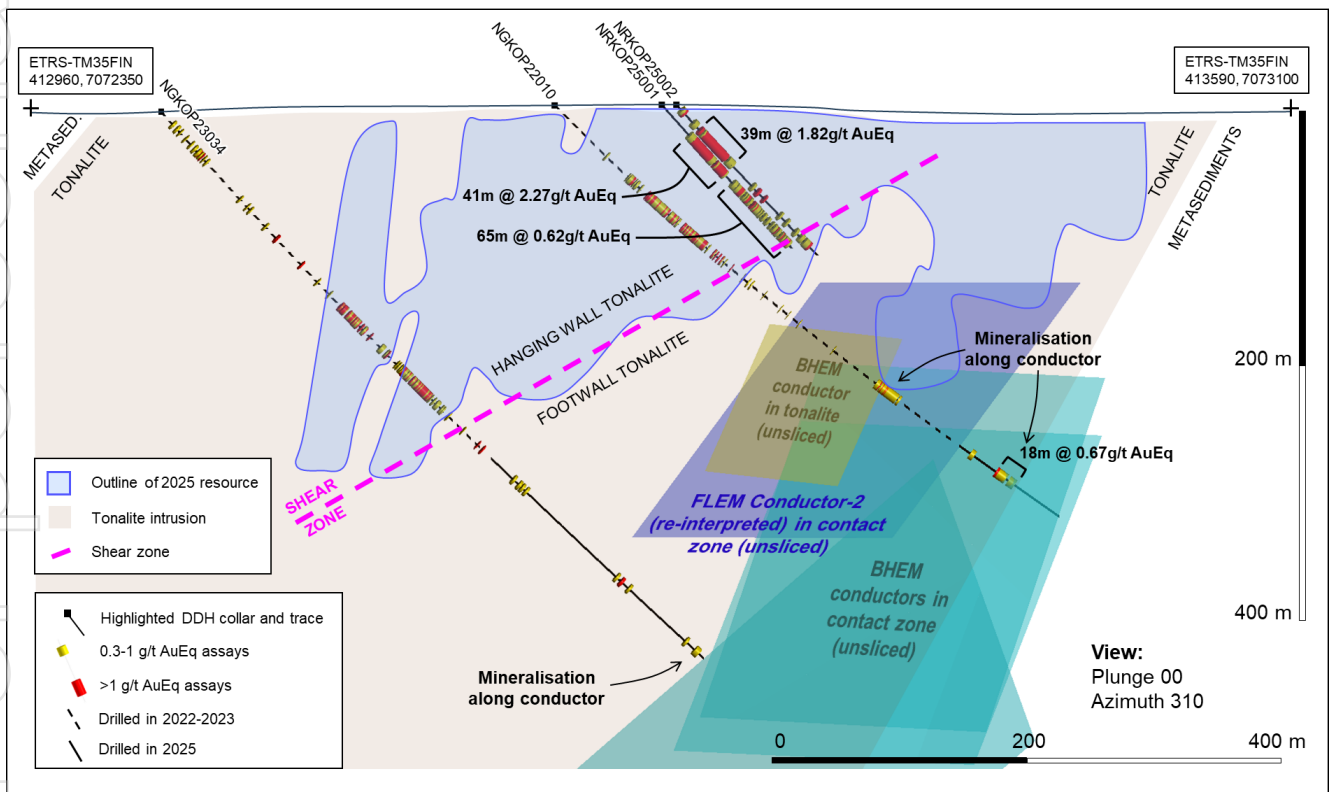 ETRS-TM35FIN
412960, 7072350
NGKOP23034
NGKOP22010
NRKOP25001
NRKOP25002
ETRS-TM35FIN
413590, 7073100
METASED.
TONALITE
TONALITE
METASEDIMENTS
39m @ 1.82g/t AuEq
41m @ 2.27g/t AuEq
65m @ 0.62g/t AuEq
HANGING WALL TONALITE
FOOTWALL TONALITE
SHEAR
ZONE
Mineralisation
along conductor
200 m
BHEM
conductor
in tonalite
(unsliced)
18m @ 0.67g/t AuEq
FLEM Conductor-2
(re-interpreted) in contact
zone (unsliced)
BHEM
conductors in
contact zone
(unsliced)
400 m
Outline of 2025 resource
Tonalite intrusion
Shear zone
Highlighted DDH collar and trace
0.3-1 g/t AuEq assays
>1 g/t AuEq assays
Drilled in 2022-2023
Drilled in 2025
Mineralisation
along conductor
View:
Plunge 00
Azimuth 310
0 200 400 m